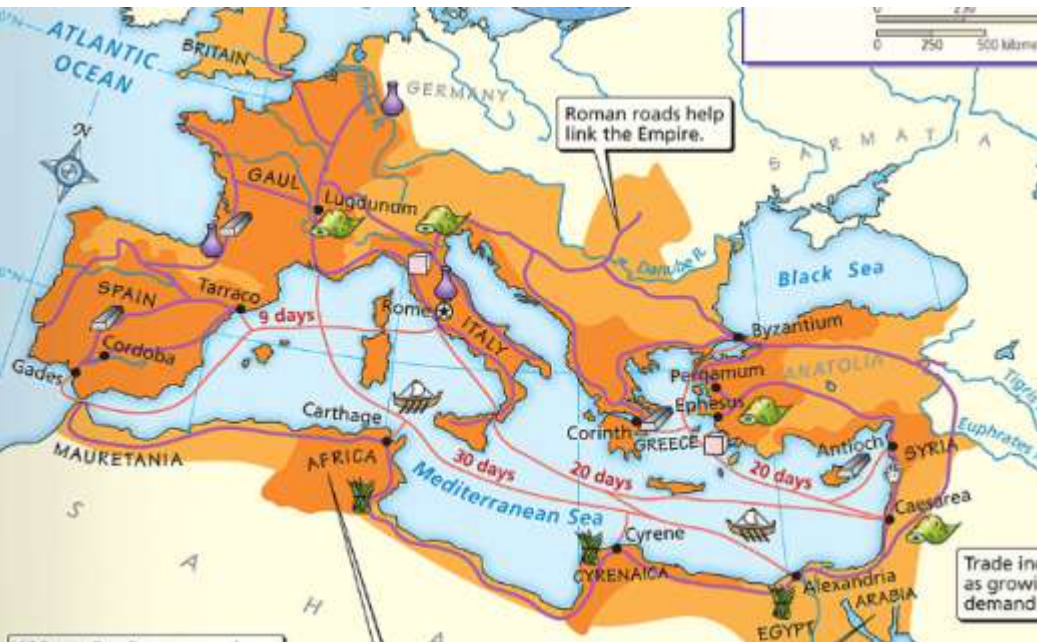 0 250
0 250 500 kilome
ATLANTIC
OCEAN
BRITAIN
GERMANY
Roman roads help
link the Empire.
SARMATIA
N
GAUL
Lugdunum
Danube R.
Black Sea
SPAIN
Tarraco
9 days
Rome
ITALY
Byzantium
Cordoba
Gades
Pergamum
ANATOLIA
Tigris
Carthage
Ephesus
Corinth
GREECE
Antioch
SYRIA
Euphrates
MAURETANIA
AFRICA
30 days
20 days
20 days
Mediterranean Sea
Caesarea
Cyrene
CYRENAICA
Alexandria
ARABIA
EGYPT
Trade in
as growi
demand
S A H A